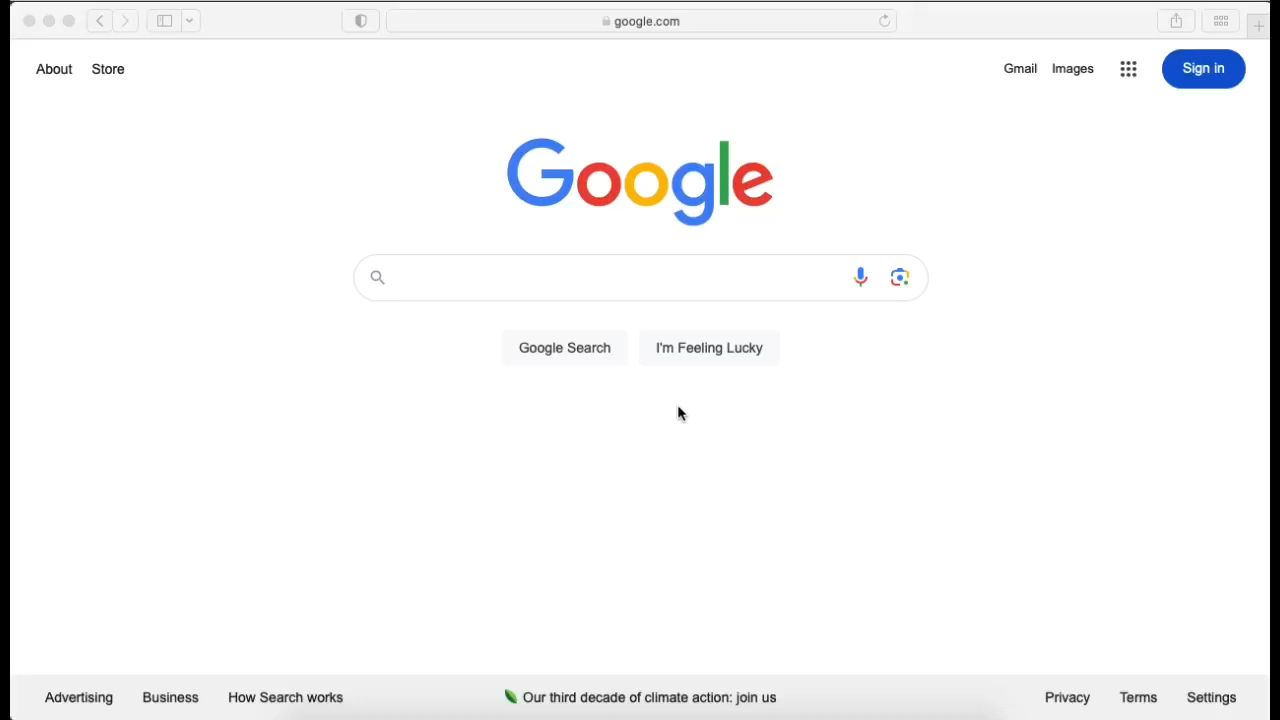 google.com
About Store Gmail Images Sign in
Google
Google Search I'm Feeling Lucky
Advertising Business How Search works Our third decade of climate action: join us Privacy Terms Settings